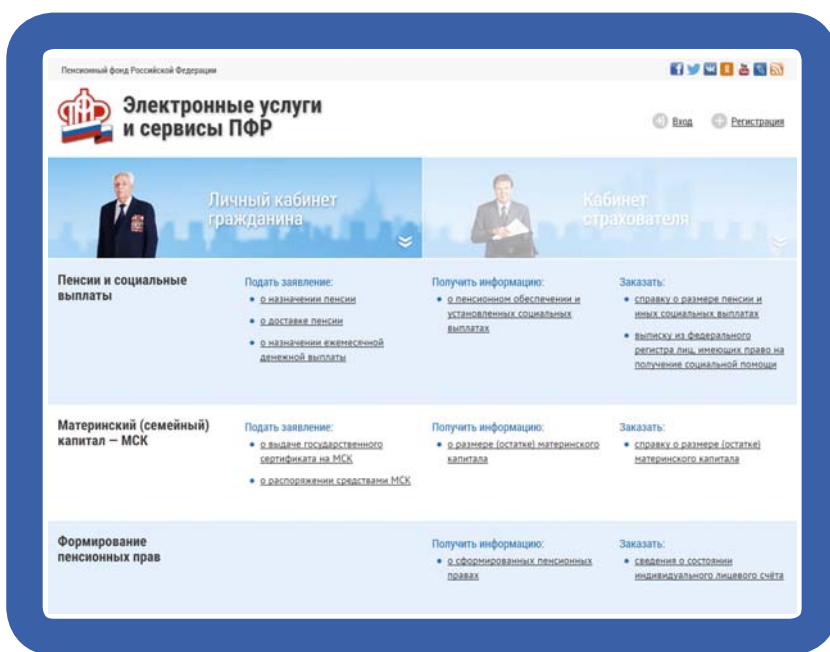 Пенсионный фонд Российской Федерации
Электронные услуги
и сервисы ПФР
Вход
Регистрация
Личный кабинет
гражданина
Кабинет
страхователя
Пенсии и социальные
выплаты
Подать заявление:
о назначении пенсии
о доставке пенсии
о назначении ежемесячной
денежной выплаты
Получить информацию:
о пенсионном обеспечении и
установленных социальных
выплатах
Заказать:
справку о размере пенсии и
иных социальных выплатах
выписку из федерального
регистра лиц, имеющих право на
получение социальной помощи
Материнский (семейный)
капитал — МСК
Подать заявление:
о выдаче государственного
сертификата на МСК
о распоряжении средствами МСК
Получить информацию:
о размере (остатке) материнского
капитала
Заказать:
справку о размере (остатке)
материнского капитала
Формирование
пенсионных прав
Получить информацию:
о сформированных пенсионных
правах
Заказать:
сведения о состоянии
индивидуального лицевого счёта